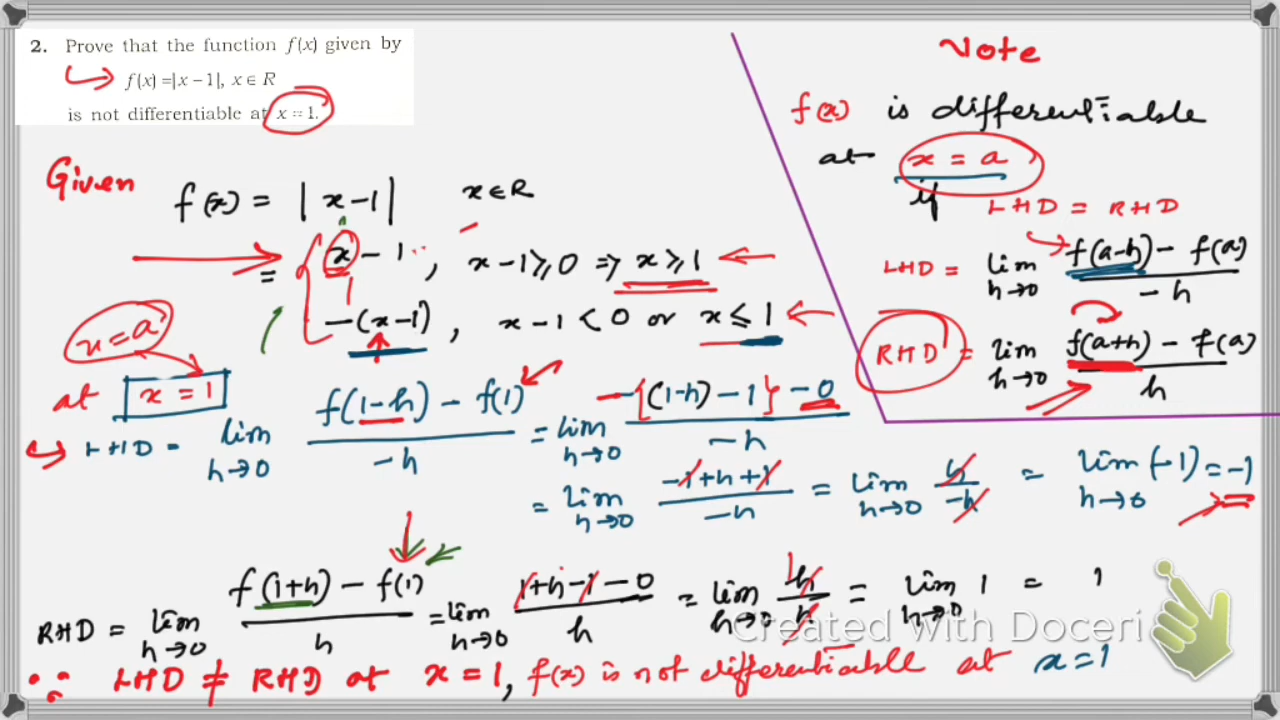 2. Prove that the function f(x) given by
f(x) =|x – 1|, x ∈ R
is not differentiable at x = 1.
Given
f(x) = | x-1 | x∈R
= { x - 1 , x-1 ⩾ 0 ⇒ x ⩾ 1
-(x-1) , x-1 < 0 or x ≤ 1
x=a
at x = 1
LHD = lim h→0 f(1-h) - f(1) / -h = lim h→0 -{(1-h) -1} -0 / -h
= lim h→0 -1+h+1 / -h = lim h→0 h / -h = lim h→0 (-1) = -1
RHD = lim h→0 f(1+h) - f(1) / h = lim h→0 1+h-1-0 / h = lim h→0 h / h = lim h→0 1 = 1
∴ LHD ≠ RHD at x = 1, f(x) is not differentiable at x=1
Note
f(x) is differentiable
at x = a
if
LHD = RHD
LHD = lim h→0 f(a-h) - f(a) / -h
RHD = lim h→0 f(a+h) - f(a) / h
Created with Doceri